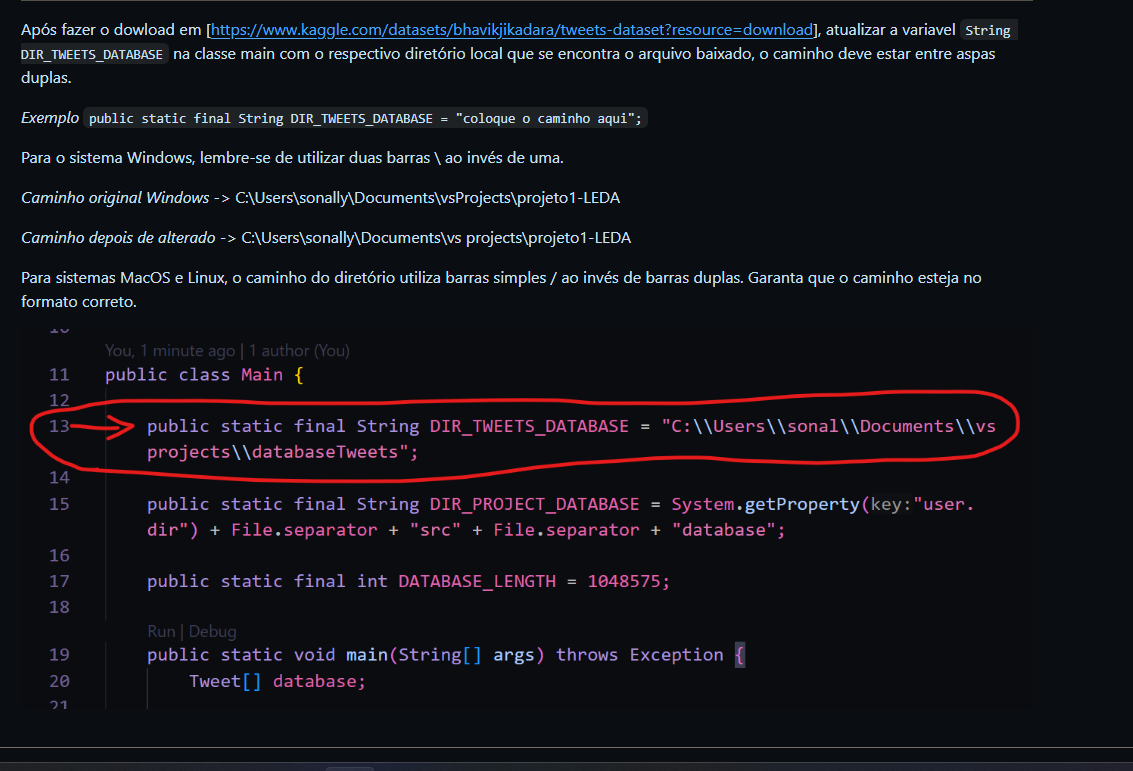 Após fazer o dowload em [https://www.kaggle.com/datasets/bhavikjikadara/tweets-dataset?resource=download], atualizar a variavel String
DIR_TWEETS_DATABASE na classe main com o respectivo diretório local que se encontra o arquivo baixado, o caminho deve estar entre aspas
duplas.
Exemplo public static final String DIR_TWEETS_DATABASE = "coloque o caminho aqui";
Para o sistema Windows, lembre-se de utilizar duas barras \ ao invés de uma.
Caminho original Windows -> C:\Users\sonally\Documents\vsProjects\projeto1-LEDA
Caminho depois de alterado -> C:\Users\sonally\Documents\vs projects\projeto1-LEDA
Para sistemas MacOS e Linux, o caminho do diretório utiliza barras simples / ao invés de barras duplas. Garanta que o caminho esteja no
formato correto.
You, 1 minute ago | 1 author (You)
11 public class Main {
12
13 public static final String DIR_TWEETS_DATABASE = "C:\\Users\\sonal\\Documents\\vs
projects\\databaseTweets";
14
15 public static final String DIR_PROJECT_DATABASE = System.getProperty(key:"user.
dir") + File.separator + "src" + File.separator + "database";
16
17 public static final int DATABASE_LENGTH = 1048575;
18
Run | Debug
19 public static void main(String[] args) throws Exception {
20 Tweet[] database;
21